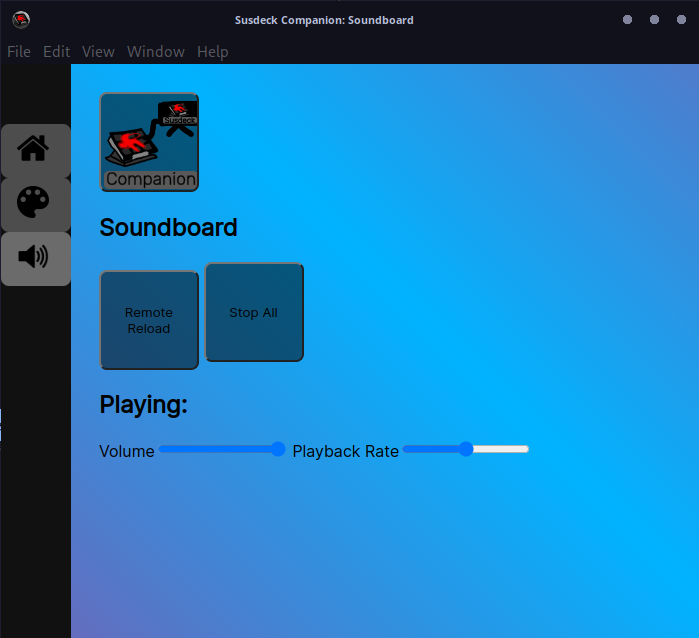 Susdeck Companion: Soundboard
File Edit View Window Help
Susdeck
Companion
Soundboard
Remote
Reload
Stop All
Playing:
Volume Playback Rate